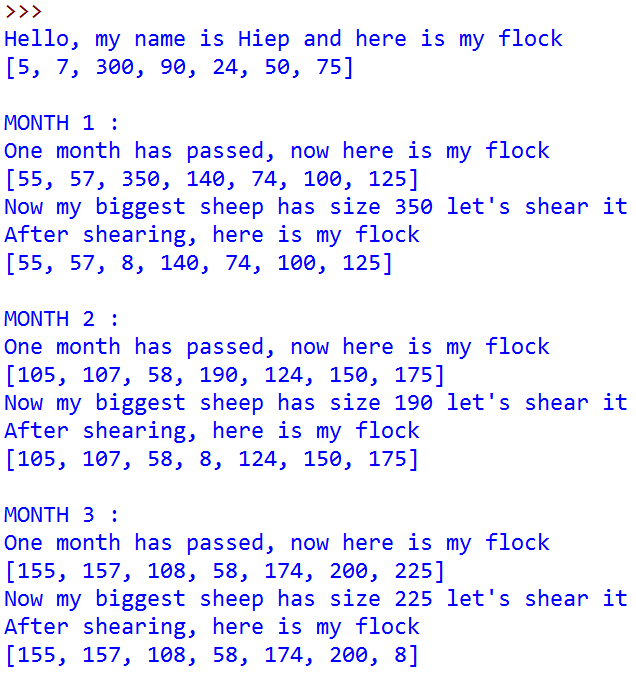 >>>
Hello, my name is Hiep and here is my flock
[5, 7, 300, 90, 24, 50, 75]
MONTH 1 :
One month has passed, now here is my flock
[55, 57, 350, 140, 74, 100, 125]
Now my biggest sheep has size 350 let's shear it
After shearing, here is my flock
[55, 57, 8, 140, 74, 100, 125]
MONTH 2 :
One month has passed, now here is my flock
[105, 107, 58, 190, 124, 150, 175]
Now my biggest sheep has size 190 let's shear it
After shearing, here is my flock
[105, 107, 58, 8, 124, 150, 175]
MONTH 3 :
One month has passed, now here is my flock
[155, 157, 108, 58, 174, 200, 225]
Now my biggest sheep has size 225 let's shear it
After shearing, here is my flock
[155, 157, 108, 58, 174, 200, 8]